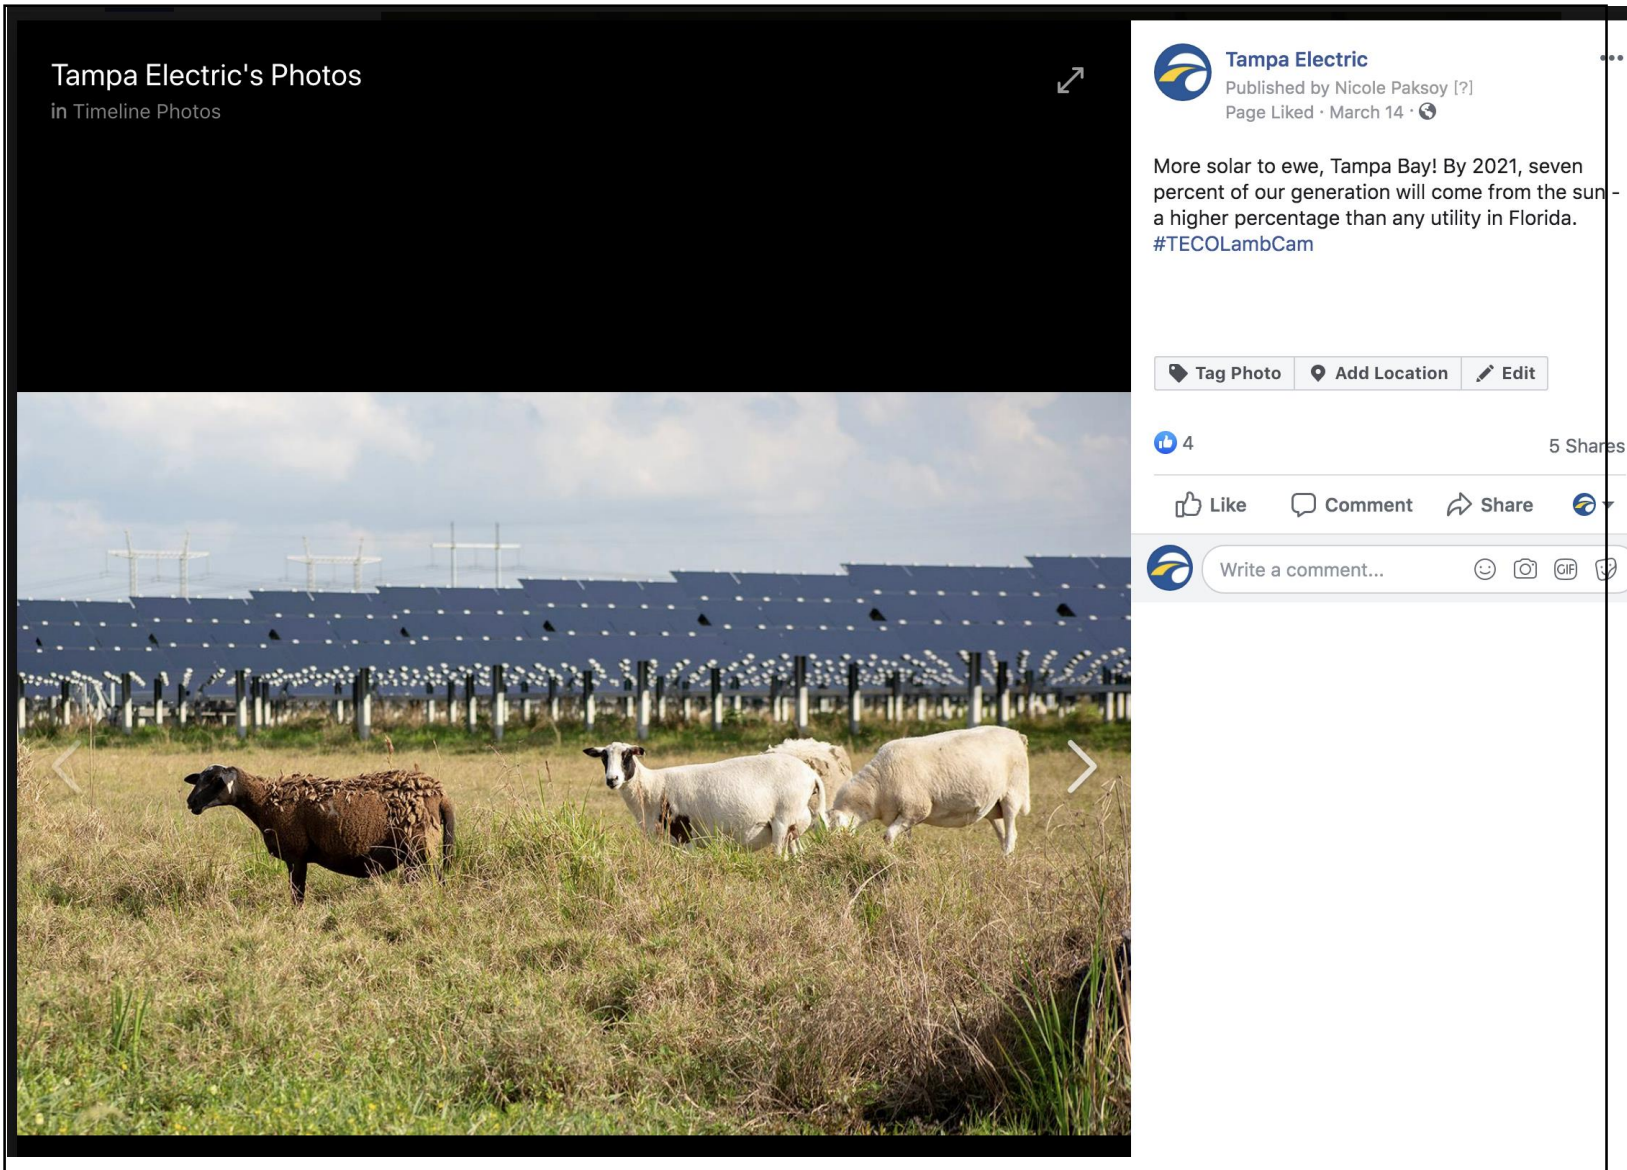 Tampa Electric's Photos
in Timeline Photos
Tampa Electric
Published by Nicole Paksoy [?]
Page Liked · March 14 ·
More solar to ewe, Tampa Bay! By 2021, seven
percent of our generation will come from the sun -
a higher percentage than any utility in Florida.
#TECOLambCam
Tag Photo Add Location Edit
4 5 Shares
Like Comment Share
Write a comment... GIF